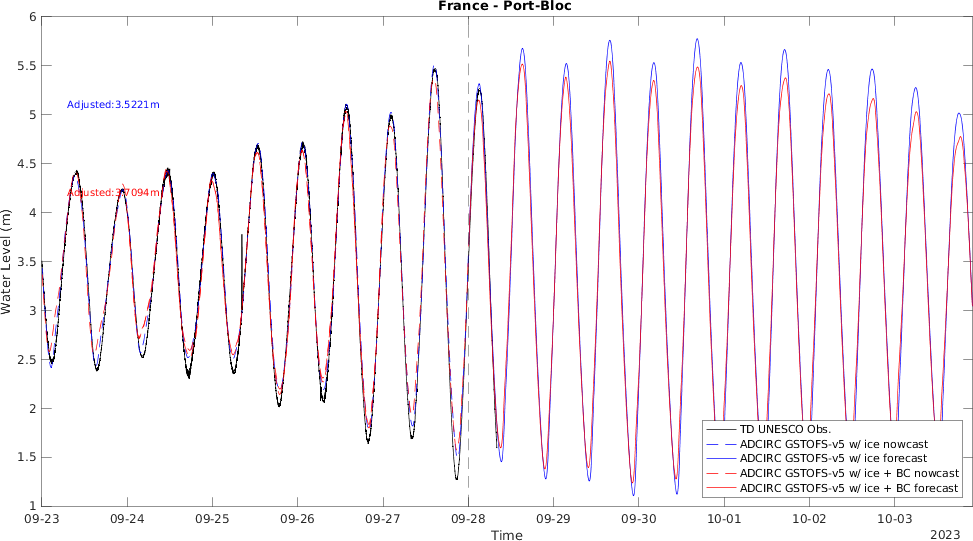 France - Port-Bloc
6
5.5
5
4.5
4
3.5
3
2.5
2
1.5
1
Water Level (m)
Adjusted:3.5221m
Adjusted:3.7094m
TD UNESCO Obs.
ADCIRC GSTOFS-v5 w/ ice nowcast
ADCIRC GSTOFS-v5 w/ ice forecast
ADCIRC GSTOFS-v5 w/ ice + BC nowcast
ADCIRC GSTOFS-v5 w/ ice + BC forecast
09-23 09-24 09-25 09-26 09-27 09-28 09-29 09-30 10-01 10-02 10-03
Time
2023